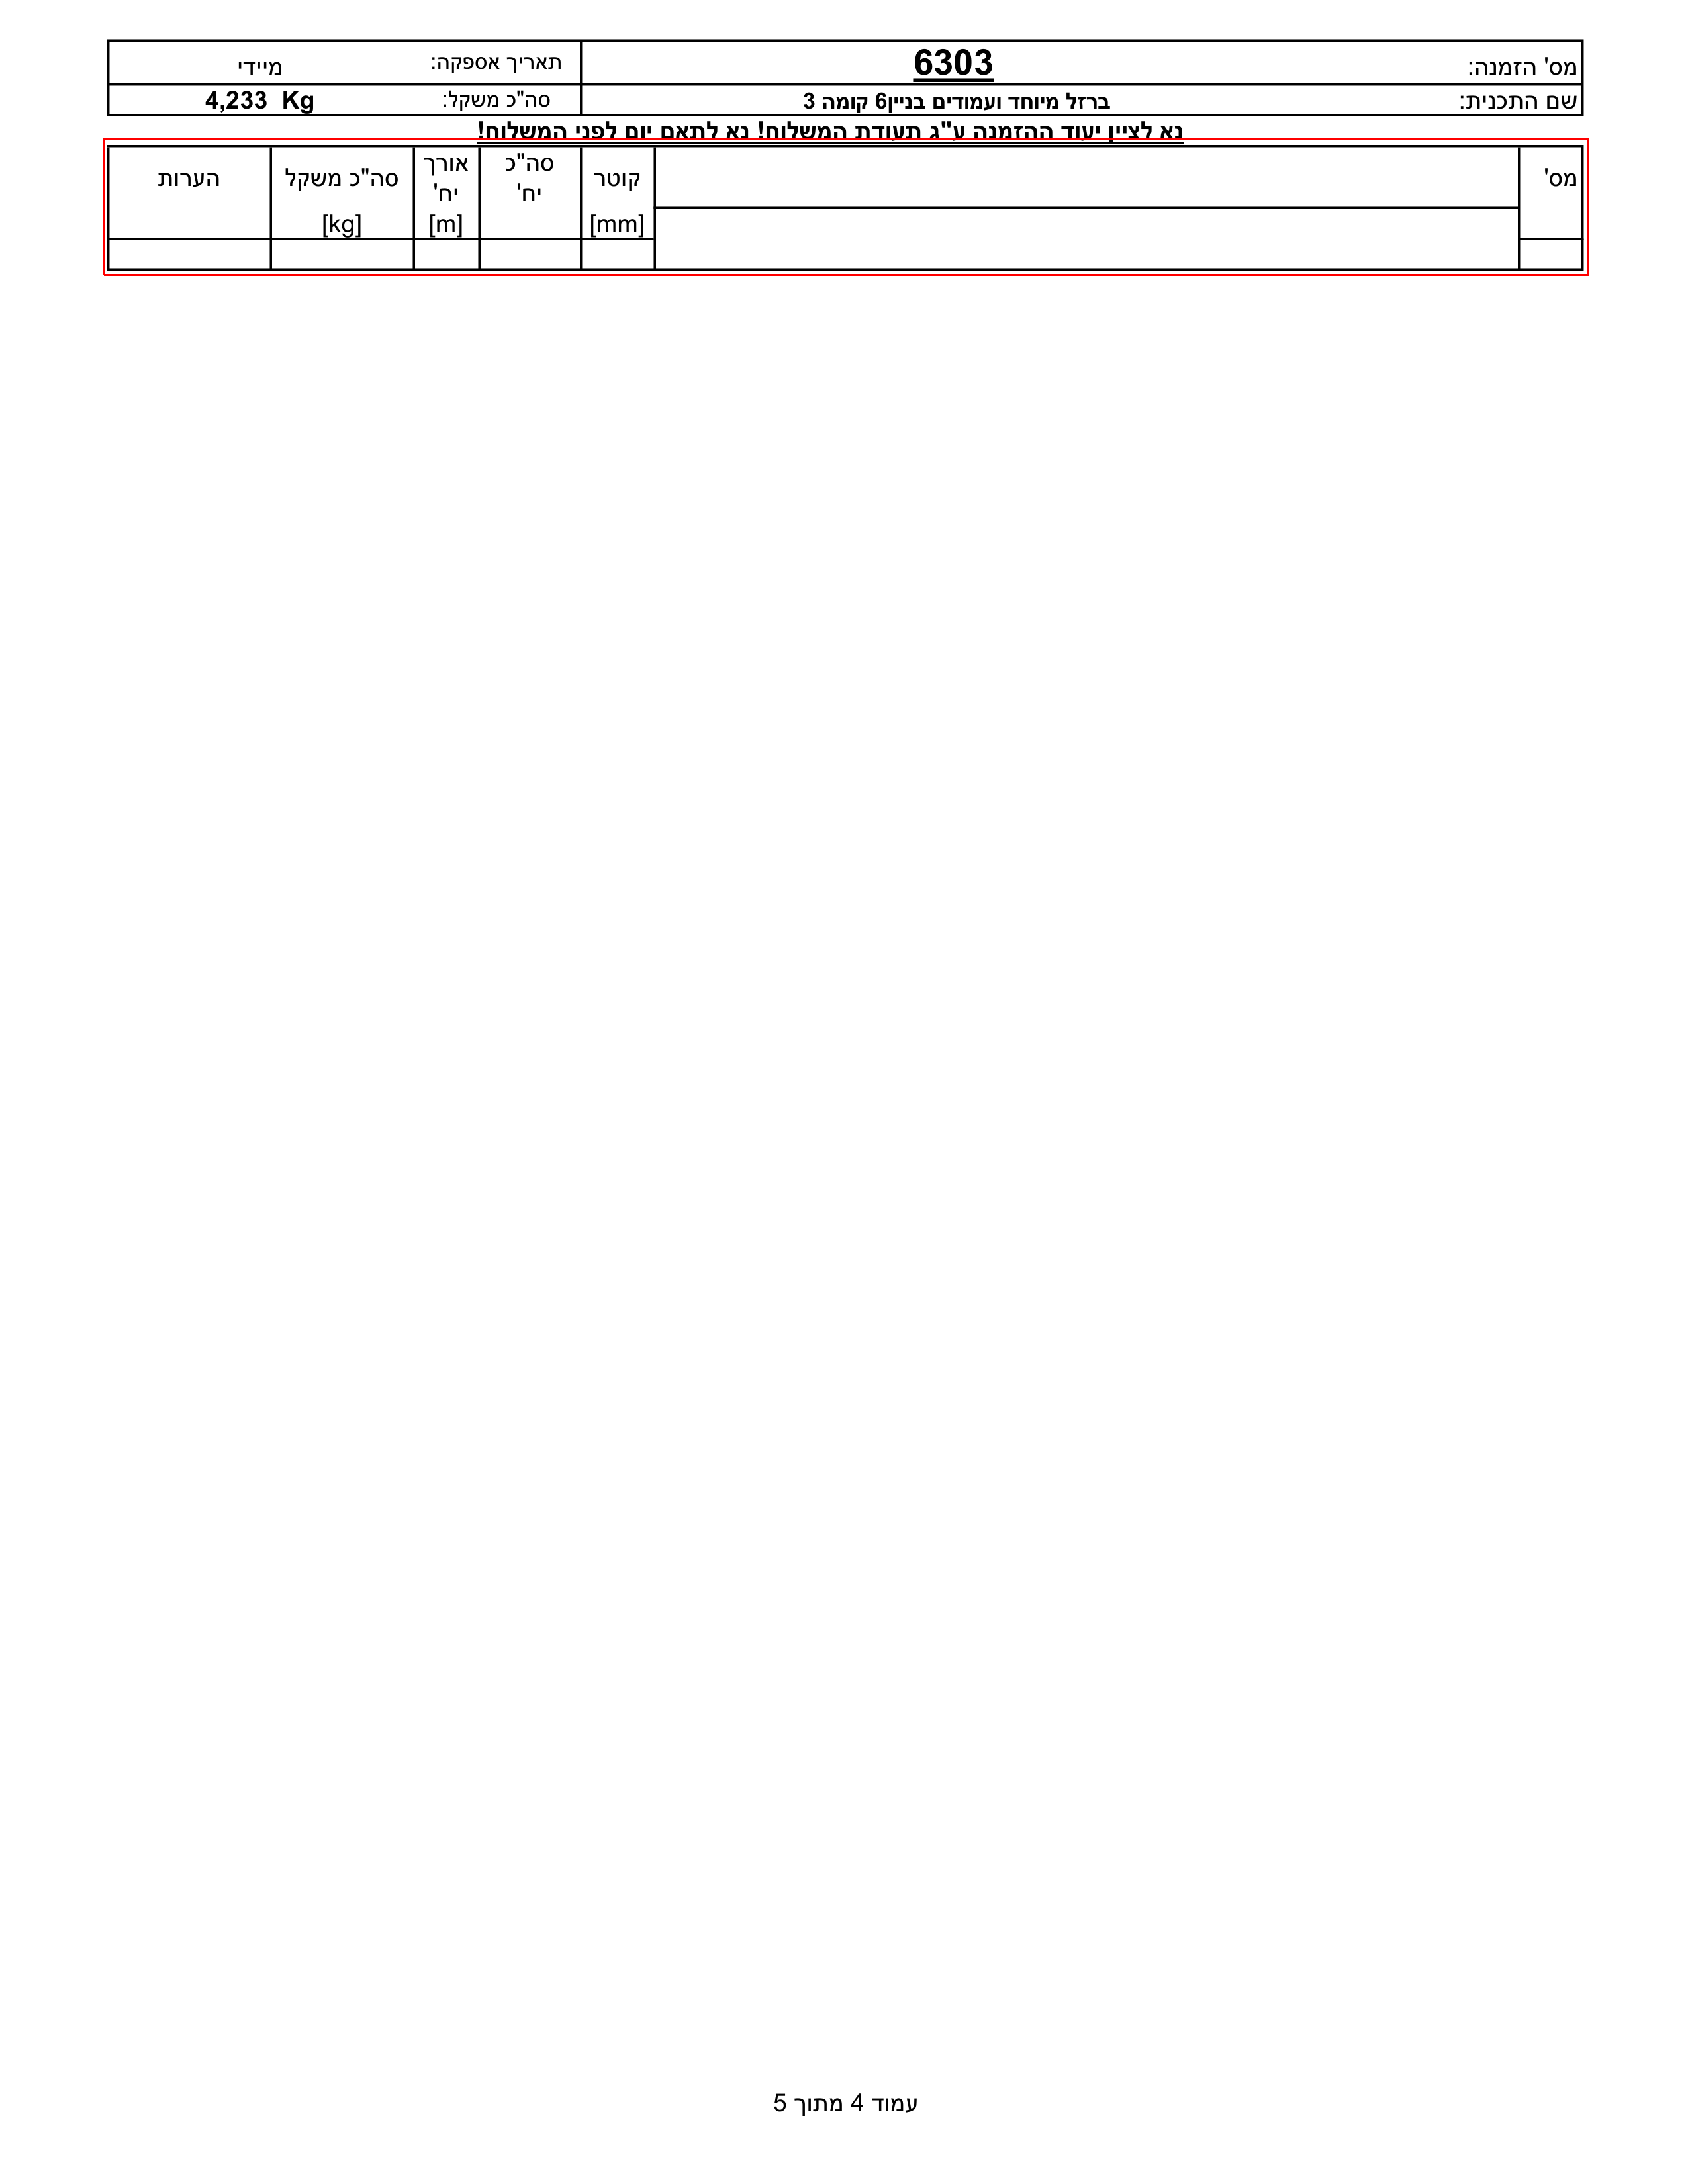 מס' הזמנה: 6303 תאריך אספקה: מיידי
שם התכנית: ברזל מיוחד ועמודים בניין6 קומה 3 סה"כ משקל: 4,233 Kg
נא לציין יעוד ההזמנה ע"ג תעודת המשלוח! נא לתאם יום לפני המשלוח!
מס' קוטר סה"כ אורך סה"כ משקל הערות
יח' יח'
[mm] [m] [kg]
עמוד 4 מתוך 5